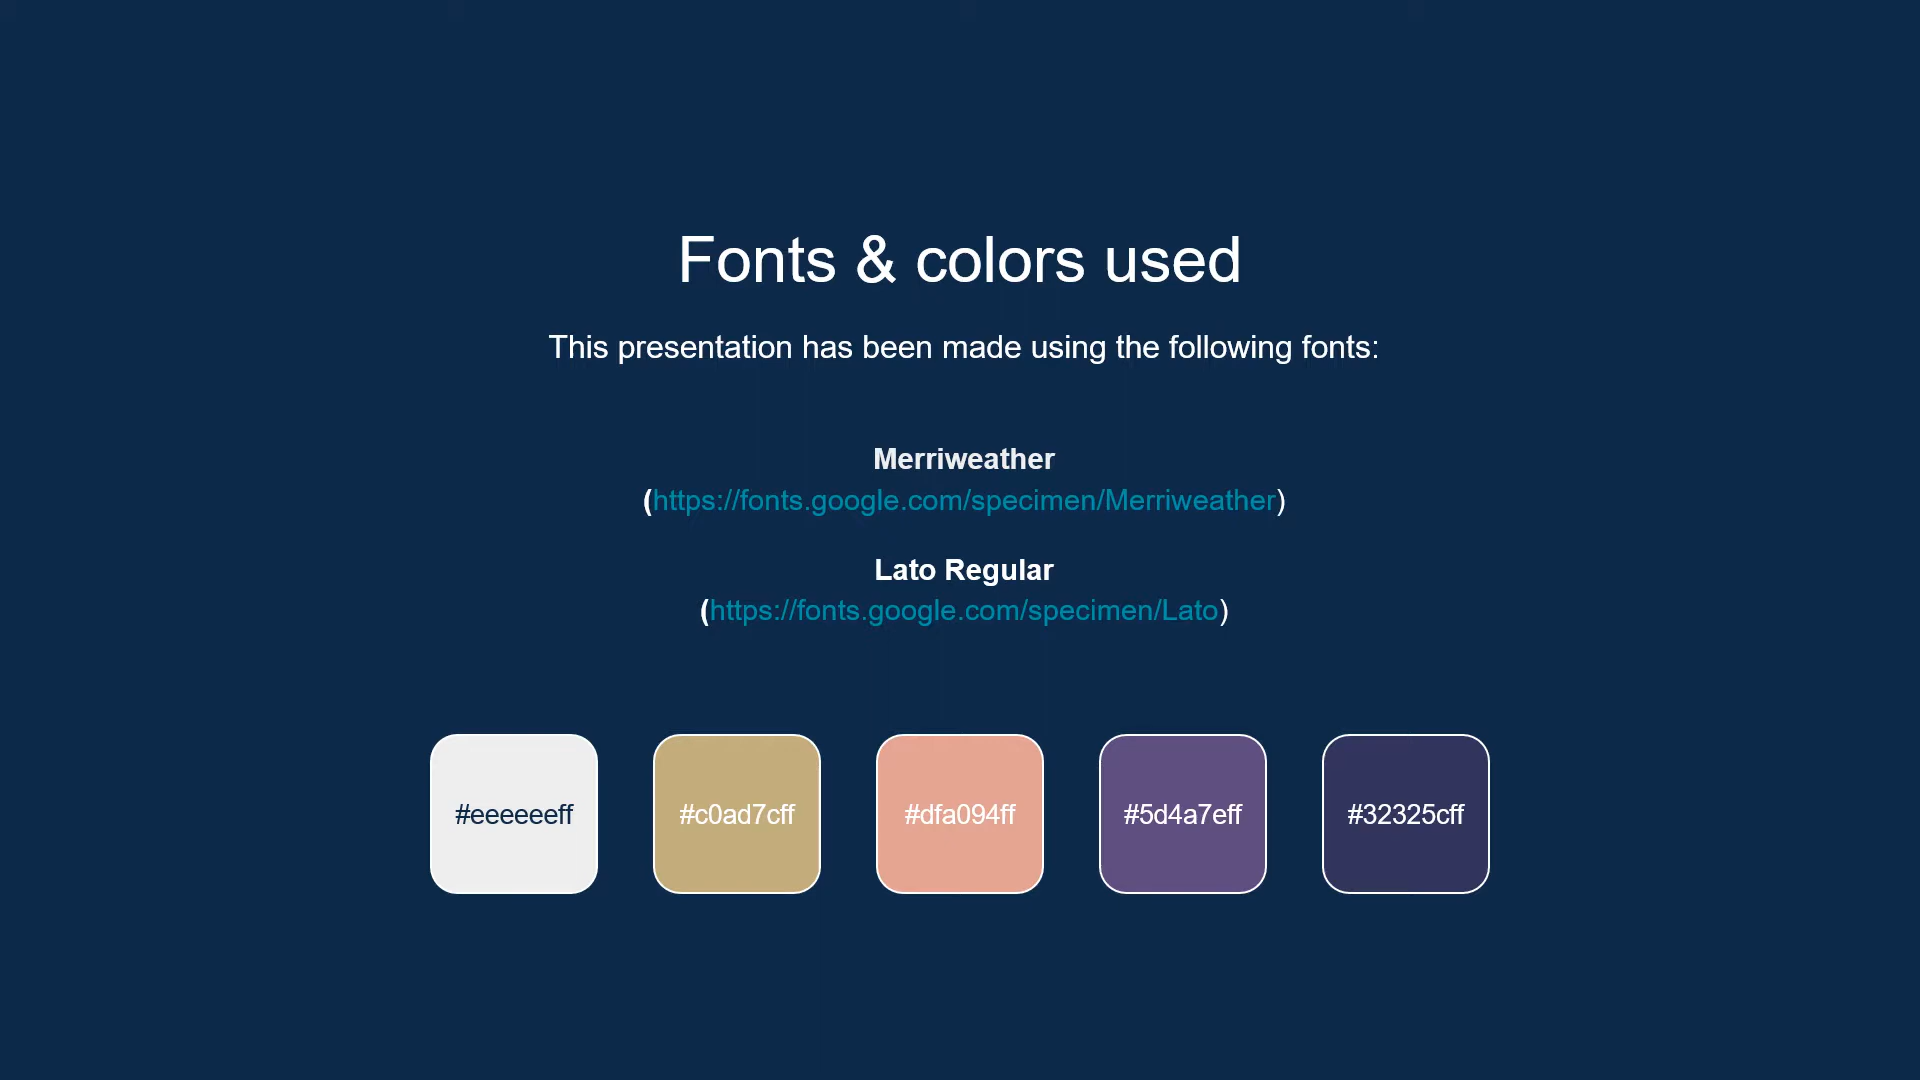 Fonts & colors used
This presentation has been made using the following fonts:
Merriweather
(https://fonts.google.com/specimen/Merriweather)
Lato Regular
(https://fonts.google.com/specimen/Lato)
#eeeeeeff
#c0ad7cff
#dfa094ff
#5d4a7eff
#32325cff